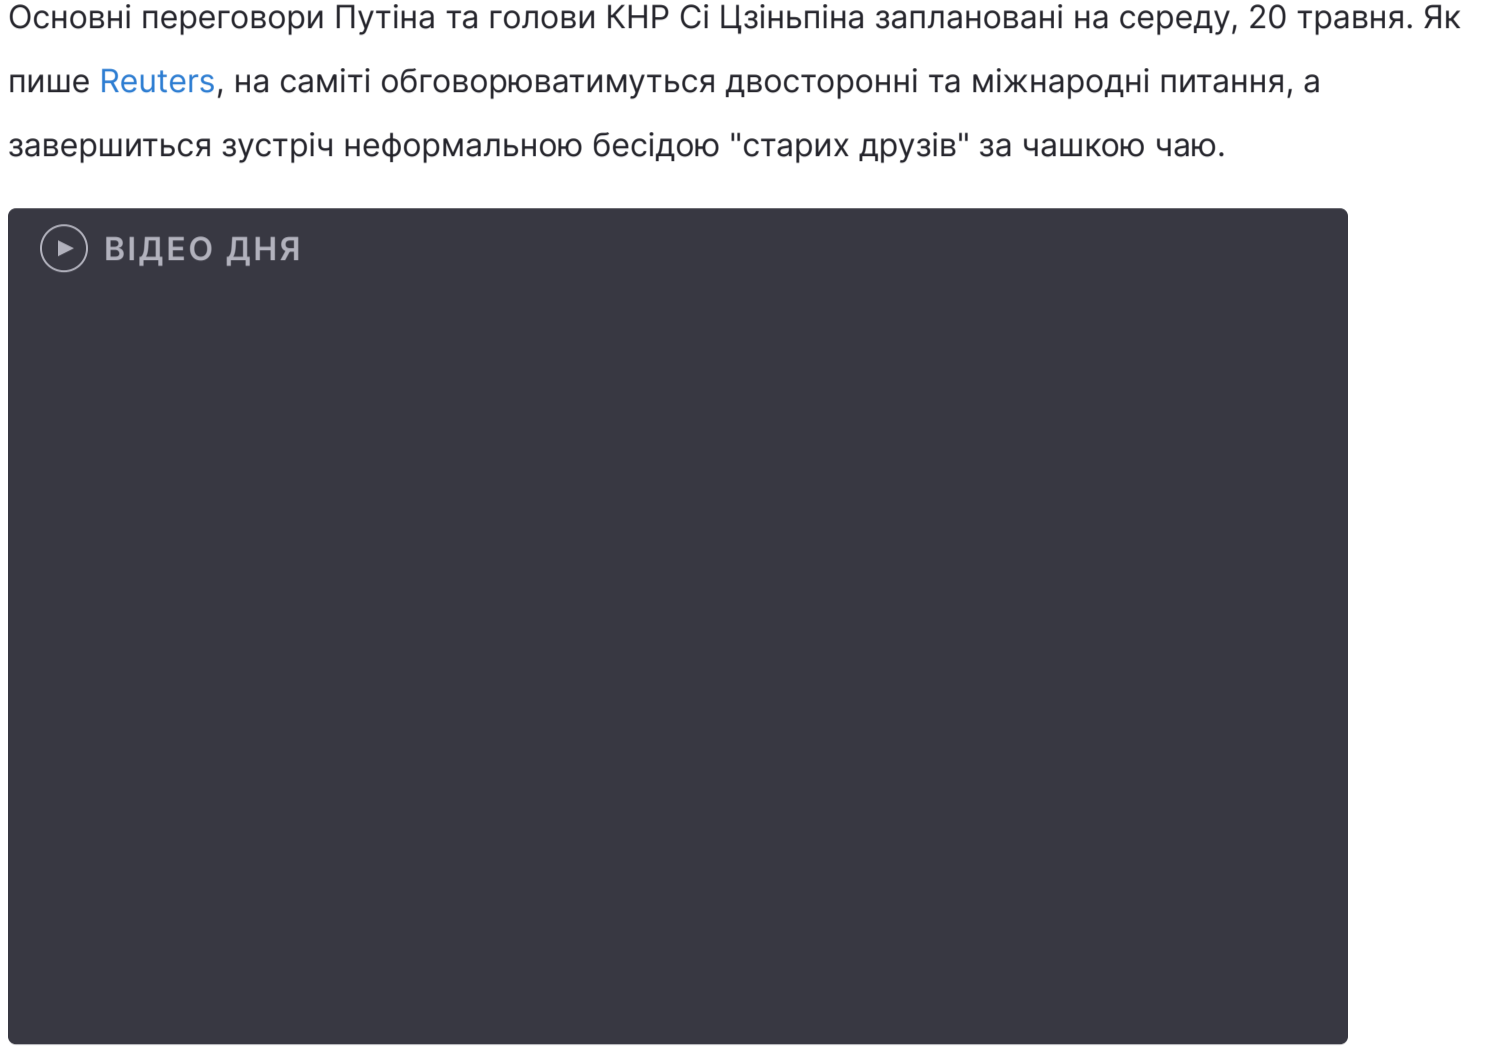 Основні переговори Путіна та голови КНР Сі Цзіньпіна заплановані на середу, 20 травня. Як
пише Reuters, на саміті обговорюватимуться двосторонні та міжнародні питання, а
завершиться зустріч неформальною бесідою "старих друзів" за чашкою чаю.
ВІДЕО ДНЯ